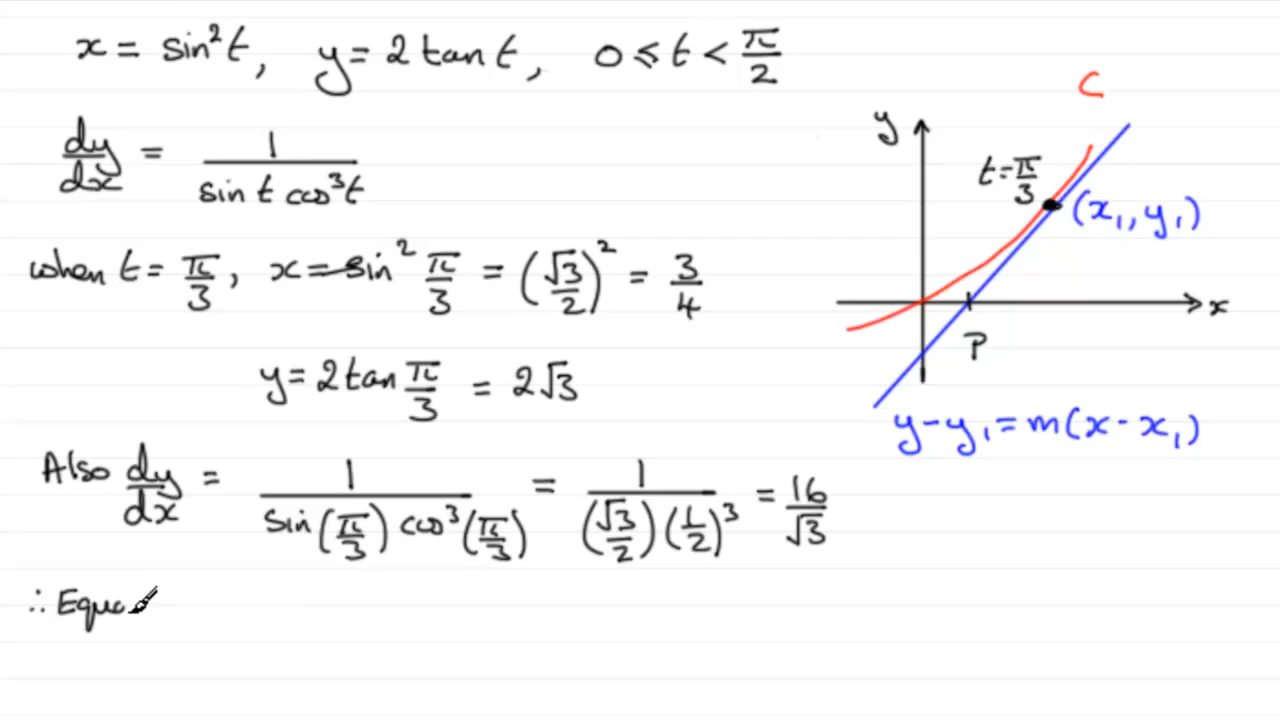 x = sin²t, y = 2 tan t, 0 ≤ t < π/2
dy/dx = 1/(sin t cos³t)
when t = π/3, x = sin² π/3 = (√3/2)² = 3/4
y = 2 tan π/3 = 2√3
Also dy/dx = 1/(sin(π/3) cos³(π/3)) = 1/((√3/2)(1/2)³) = 16/√3
∴ Equa
C
y
t = π/3
(x₁, y₁)
x
P
y - y₁ = m(x - x₁)